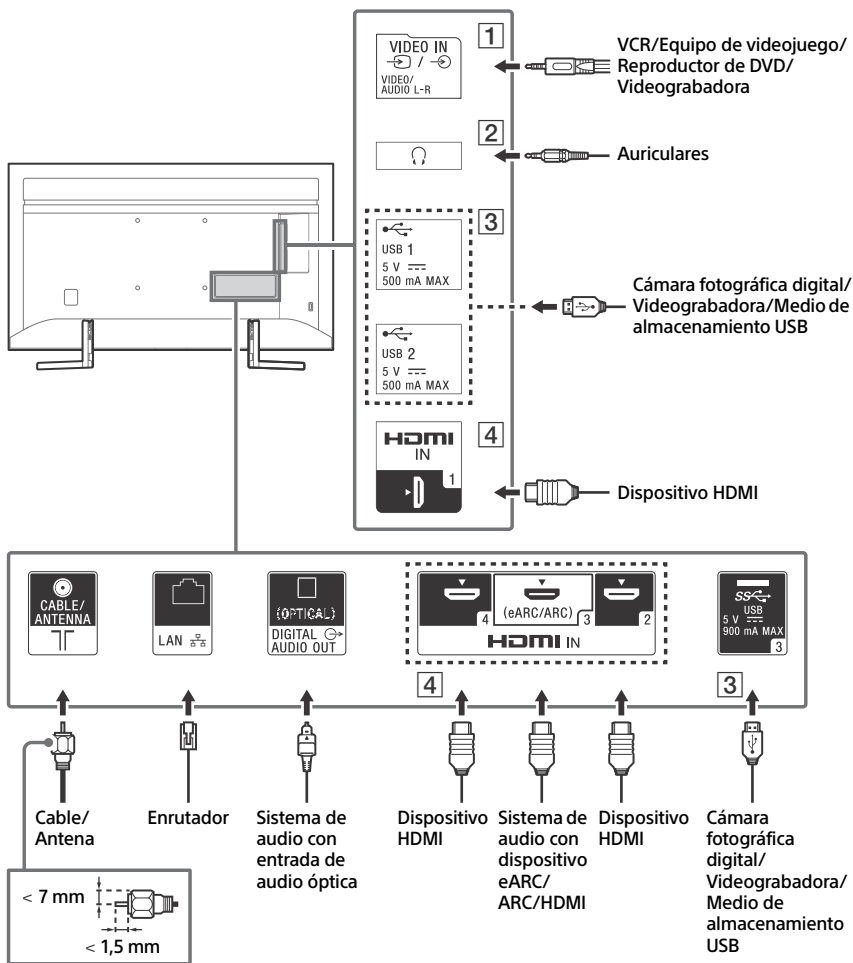 1
VIDEO IN
/
VIDEO/
AUDIO L-R
VCR/Equipo de videojuego/
Reproductor de DVD/
Videograbadora
2
Auriculares
3
USB 1
5 V
500 mA MAX
USB 2
5 V
500 mA MAX
Cámara fotográfica digital/
Videograbadora/Medio de
almacenamiento USB
4
HDMI
IN
1
Dispositivo HDMI
CABLE/
ANTENNA
LAN
(OPTICAL)
DIGITAL
AUDIO OUT
4
(eARC/ARC)
3
2
HDMI IN
SS
USB
5 V
900 mA MAX
3
4
3
Cable/
Antena
Enrutador
Sistema de
audio con
entrada de
audio óptica
Dispositivo
HDMI
Sistema de
audio con
dispositivo
eARC/
ARC/HDMI
Dispositivo
HDMI
Cámara
fotográfica
digital/
Videograbadora/
Medio de
almacenamiento
USB
< 7 mm
< 1,5 mm